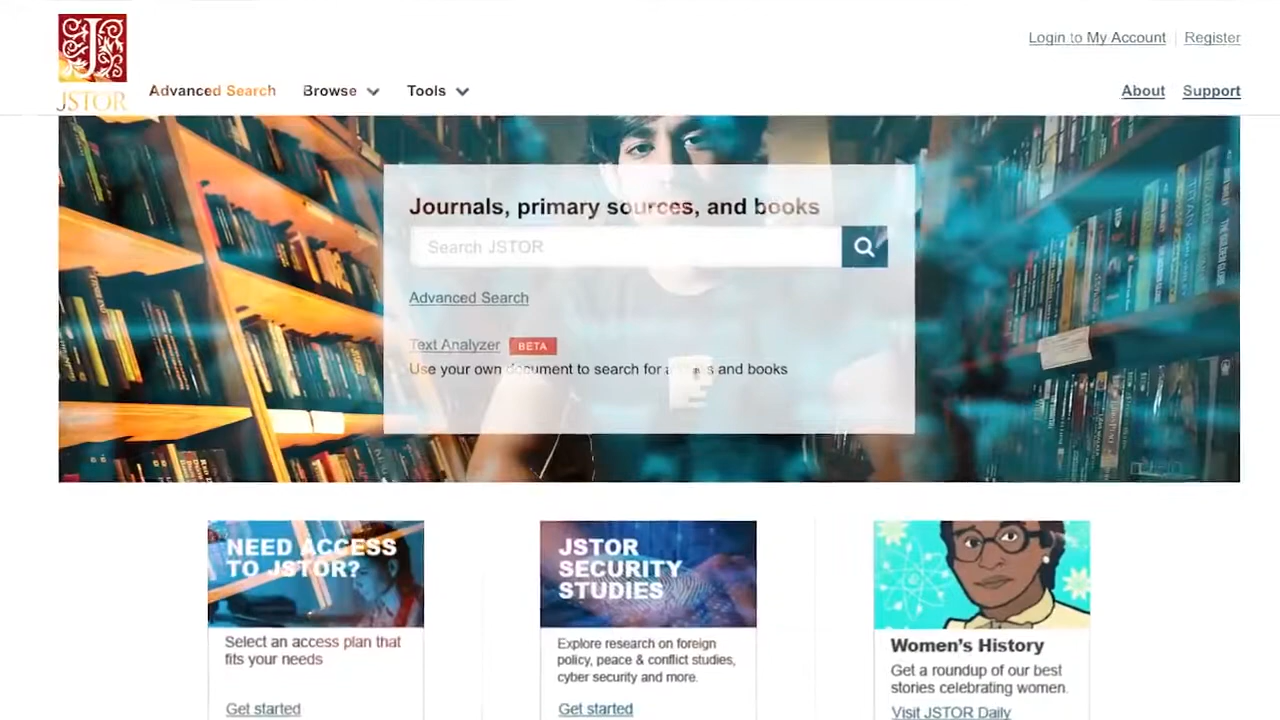 Login to My Account
Register
JSTOR
Advanced Search
Browse
Tools
About
Support
Journals, primary sources, and books
Search JSTOR
Advanced Search
Text Analyzer BETA
Use your own document to search for articles and books
NEED ACCESS
TO JSTOR?
Select an access plan that
fits your needs
Get started
JSTOR
SECURITY
STUDIES
Explore research on foreign
policy, peace & conflict studies,
cyber security and more.
Get started
Women's History
Get a roundup of our best
stories celebrating women.
Visit JSTOR Daily